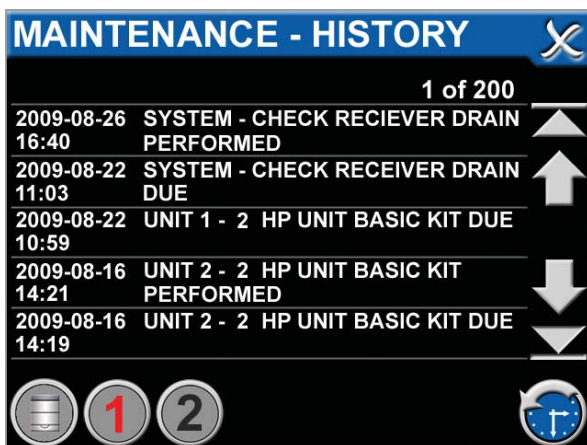 MAINTENANCE - HISTORY
1 of 200
2009-08-26 SYSTEM - CHECK RECIEVER DRAIN
16:40 PERFORMED
2009-08-22 SYSTEM - CHECK RECEIVER DRAIN
11:03 DUE
2009-08-22 UNIT 1 - 2 HP UNIT BASIC KIT DUE
10:59
2009-08-16 UNIT 2 - 2 HP UNIT BASIC KIT
14:21 PERFORMED
2009-08-16 UNIT 2 - 2 HP UNIT BASIC KIT DUE
14:19
1 2